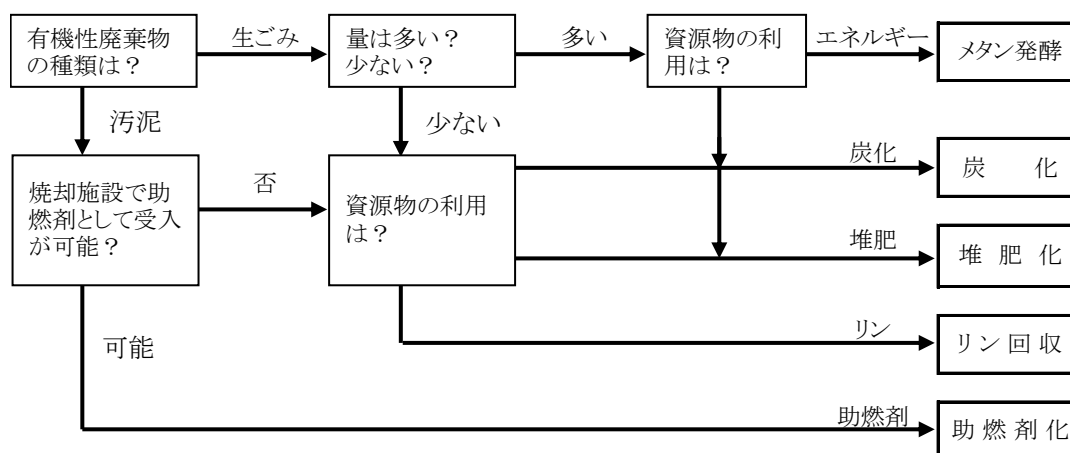 有機性廃棄物
の種類は？
生ごみ
量は多い？
少ない？
多い
資源物の利
用は？
エネルギー
メタン発酵
汚泥
少ない
焼却施設で助
燃剤として受入
が可能？
否
資源物の利用
は？
炭化
炭　化
堆肥
堆 肥 化
リン
リン回収
可能
助燃剤
助 燃 剤 化